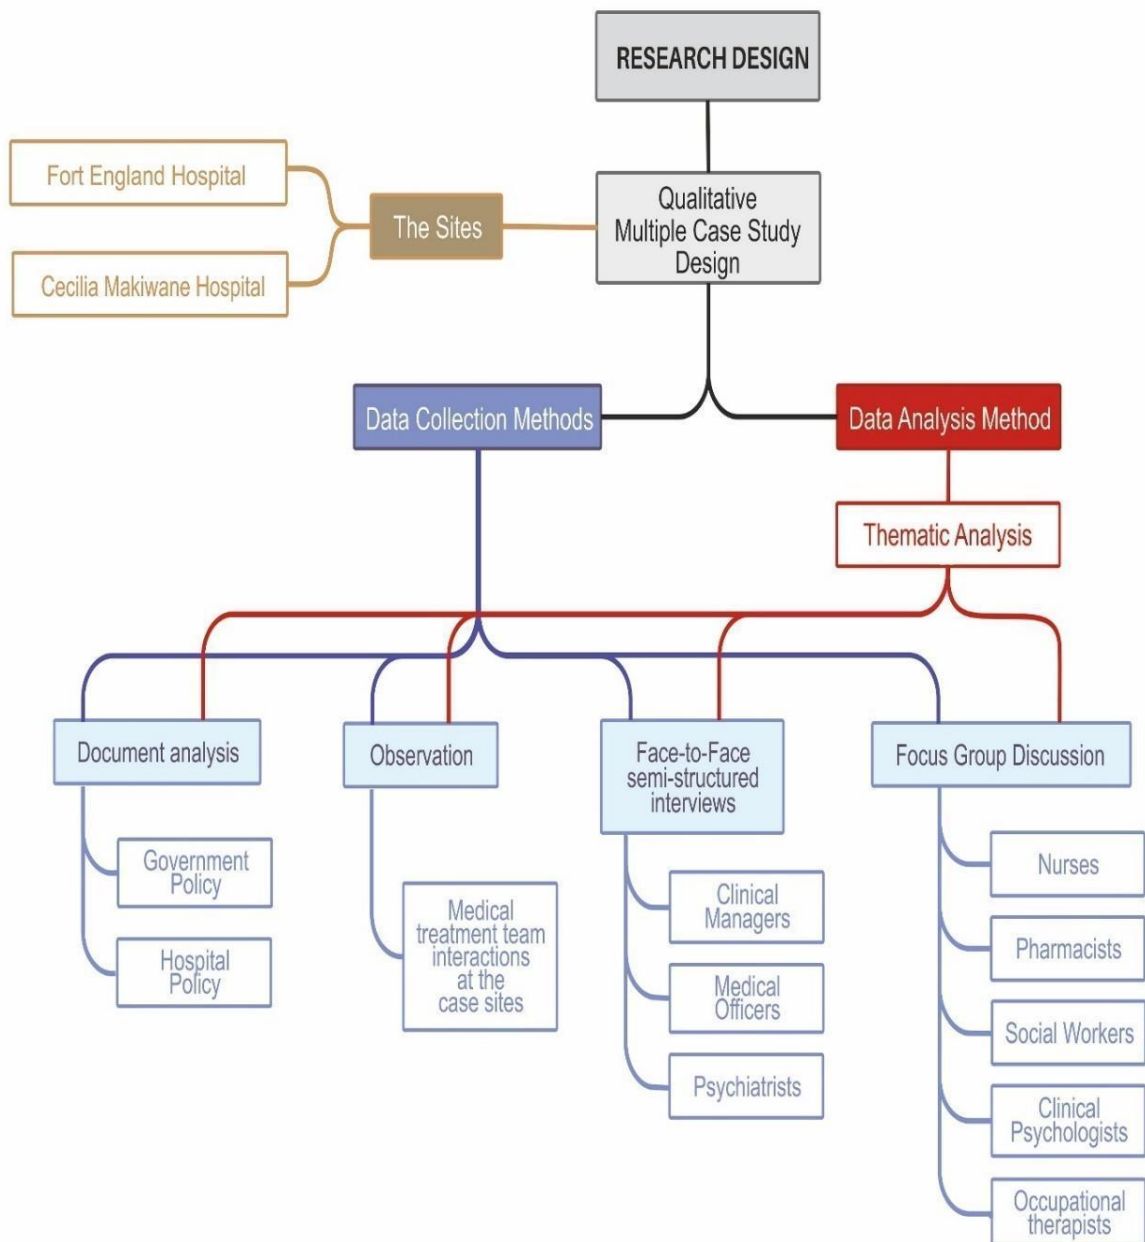 RESEARCH DESIGN
Fort England Hospital
Cecilia Makiwane Hospital
The Sites
Qualitative
Multiple Case Study
Design
Data Collection Methods
Data Analysis Method
Thematic Analysis
Document analysis
Government
Policy
Hospital
Policy
Observation
Medical
treatment team
interactions
at the
case sites
Face-to-Face
semi-structured
interviews
Clinical
Managers
Medical
Officers
Psychiatrists
Focus Group Discussion
Nurses
Pharmacists
Social Workers
Clinical
Psychologists
Occupational
therapists